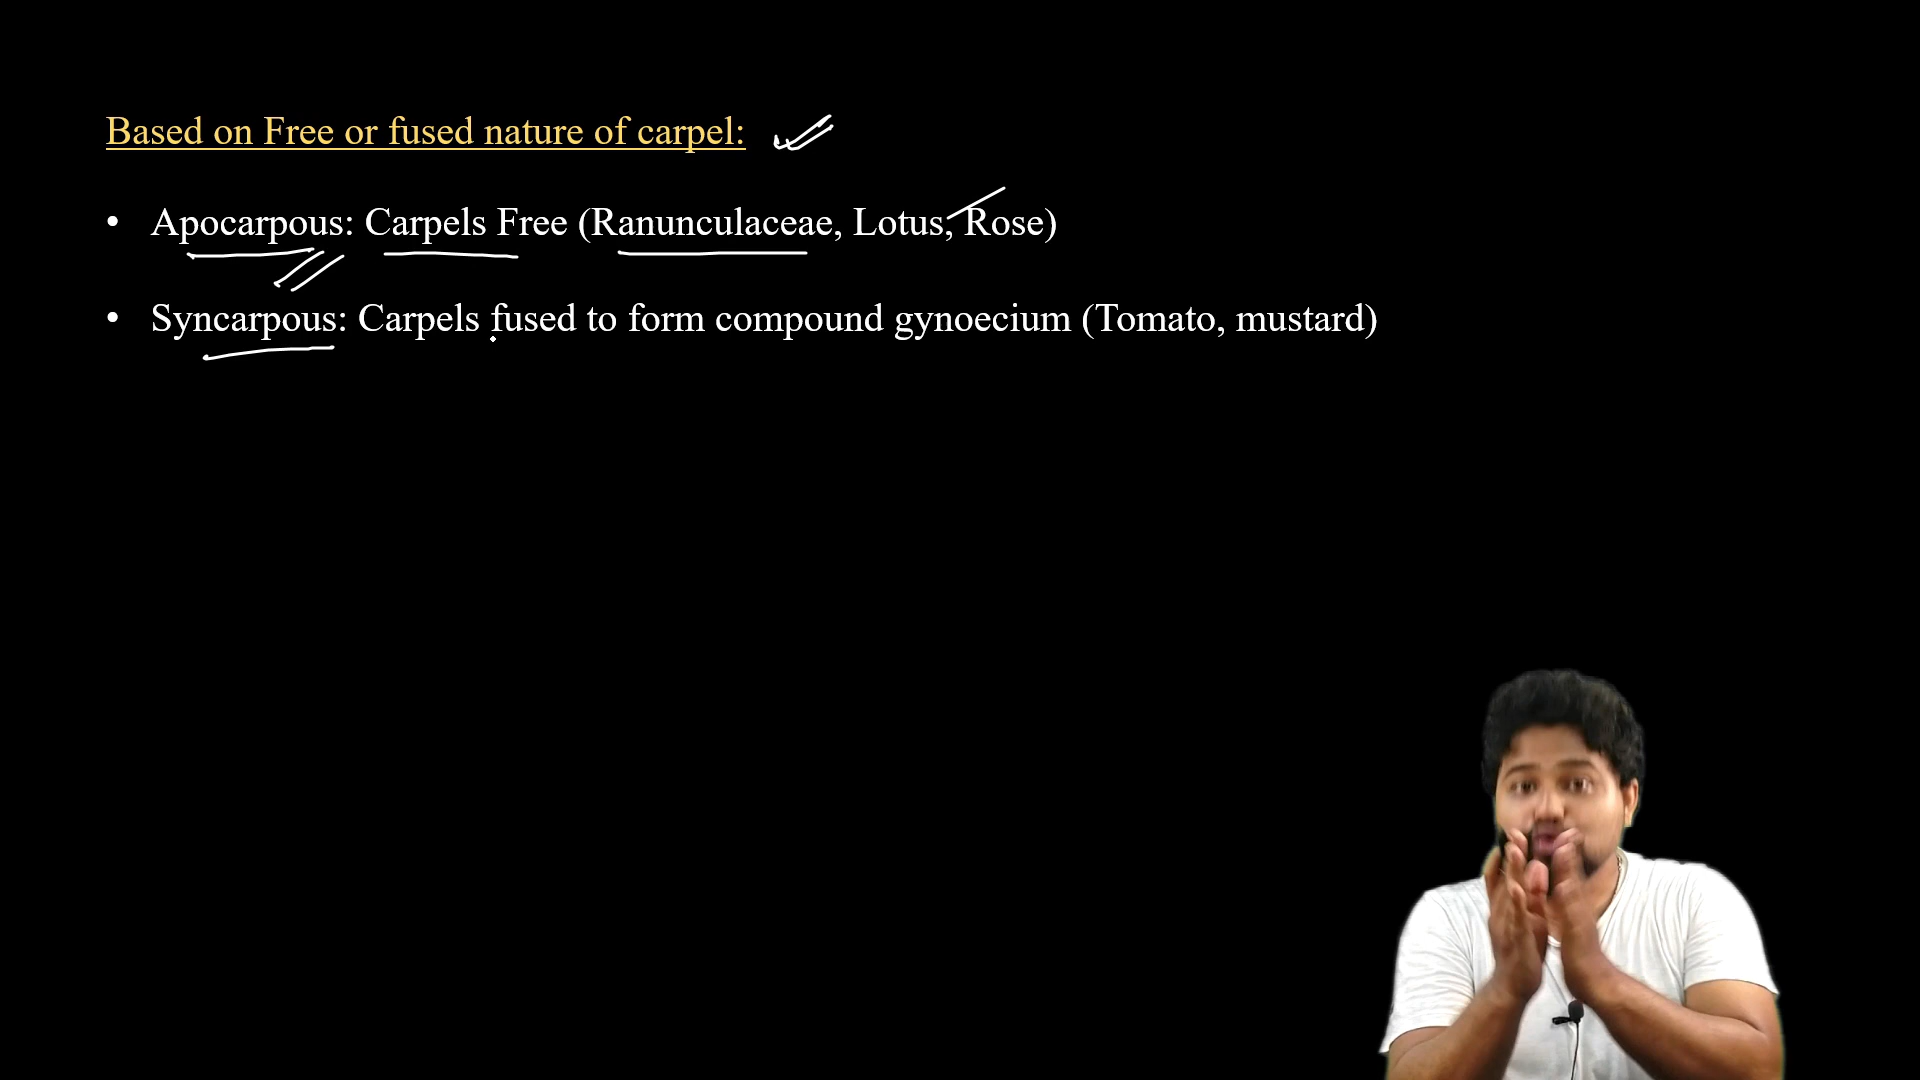 Based on Free or fused nature of carpel:
• Apocarpous: Carpels Free (Ranunculaceae, Lotus, Rose)
• Syncarpous: Carpels fused to form compound gynoecium (Tomato, mustard)